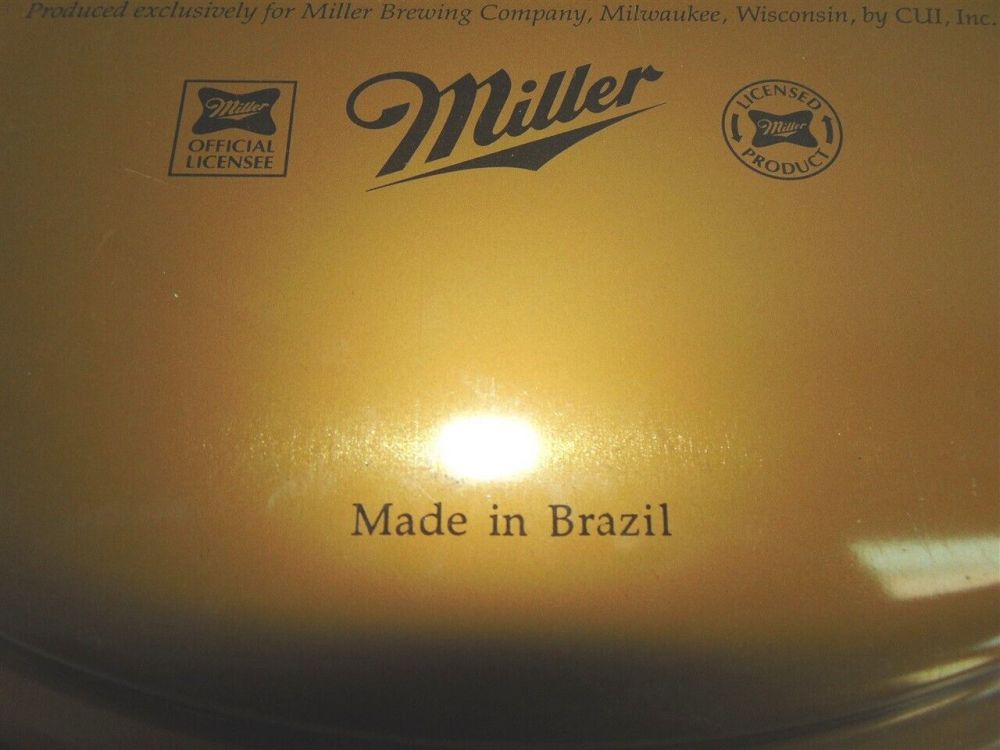 Produced exclusively for Miller Brewing Company, Milwaukee, Wisconsin, by CUI, Inc.
Miller
OFFICIAL
LICENSEE
Miller
LICENSED
Miller
PRODUCT
Made in Brazil